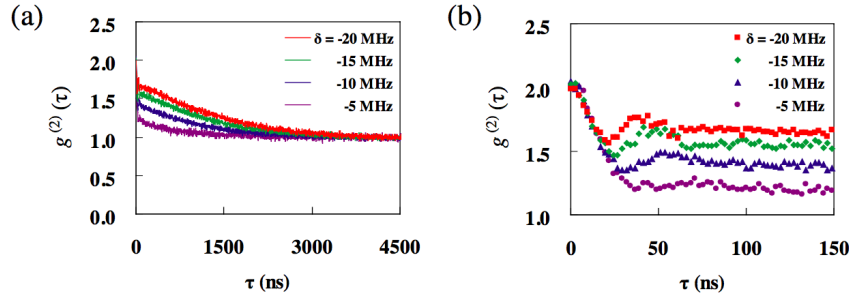 (a)
g⁽²⁾(τ)
2.0
1.5
1.0
0.5
0.0
δ = -20 MHz
-15 MHz
-10 MHz
-5 MHz
0 1500 3000 4500
τ (ns)
(b)
g⁽²⁾(τ)
2.5
2.0
1.5
1.0
δ = -20 MHz
-15 MHz
-10 MHz
-5 MHz
0 50 100 150
τ (ns)